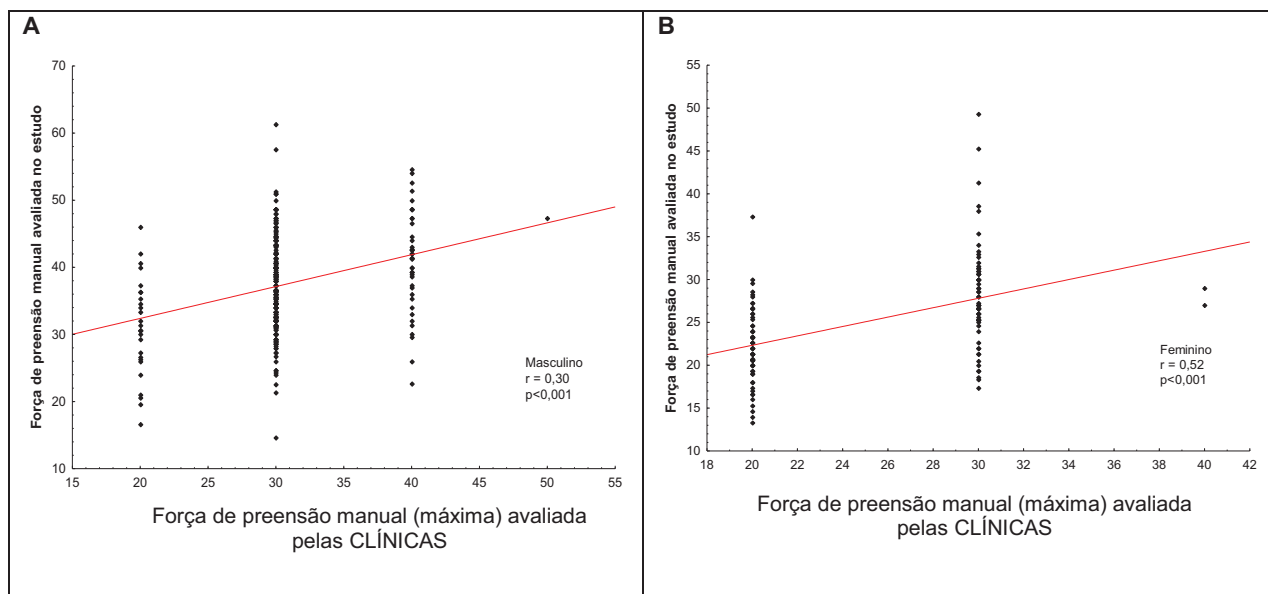 A
Força de preensão manual avaliada no estudo
70
60
50
40
30
20
10
15 20 25 30 35 40 45 50 55
Masculino
r = 0,30
p<0,001
Força de preensão manual (máxima) avaliada
pelas CLÍNICAS
B
Força de preensão manual avaliada no estudo
55
50
45
40
35
30
25
20
15
10
18 20 22 24 26 28 30 32 34 36 38 40 42
Feminino
r = 0,52
p<0,001
Força de preensão manual (máxima) avaliada
pelas CLÍNICAS